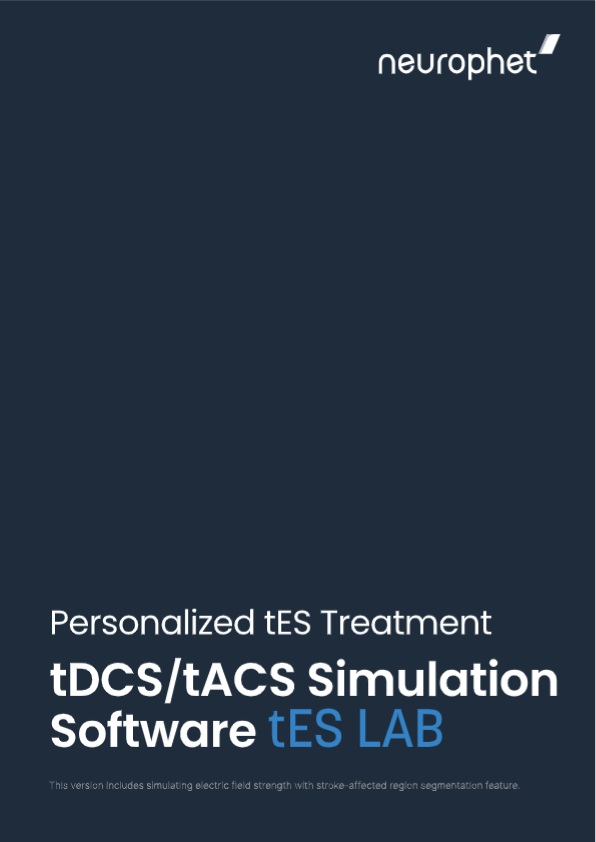 neurophet
Personalized tES Treatment
tDCS/tACS Simulation
Software tES LAB
This version includes simulating electric field strength with stroke-affected region segmentation feature.